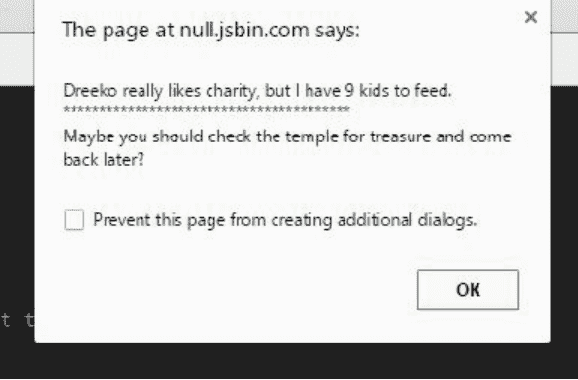 The page at null.jsbin.com says:
Dreeko really likes charity, but I have 9 kids to feed.
****************************************
Maybe you should check the temple for treasure and come
back later?
Prevent this page from creating additional dialogs.
OK
t t